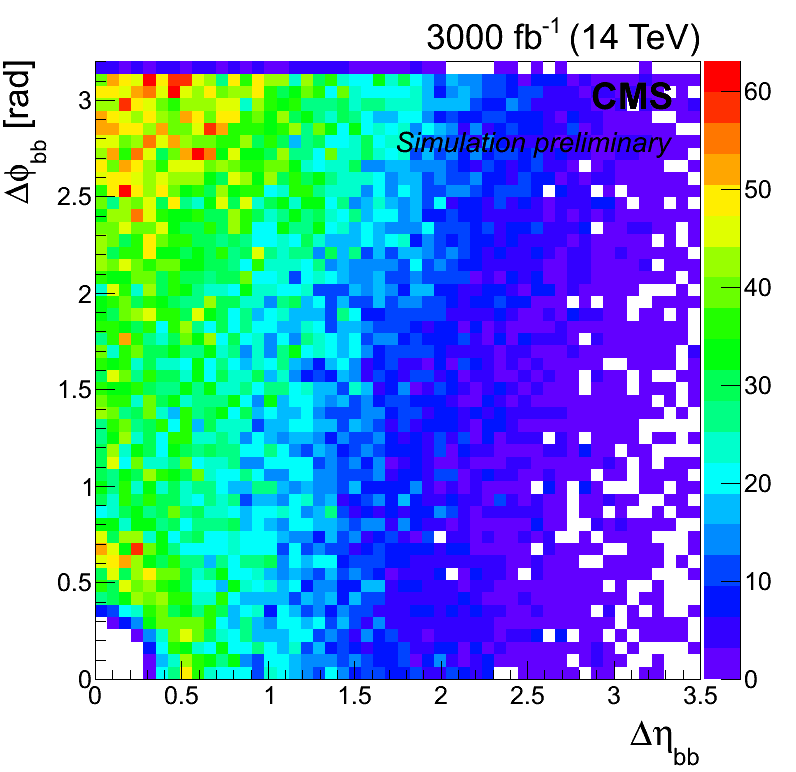 3000 fb⁻¹ (14 TeV)
CMS
Simulation preliminary
Δϕ_bb [rad]
3
2.5
2
1.5
1
0.5
0
60
50
40
30
20
10
0
0 0.5 1 1.5 2 2.5 3 3.5
Δη_bb